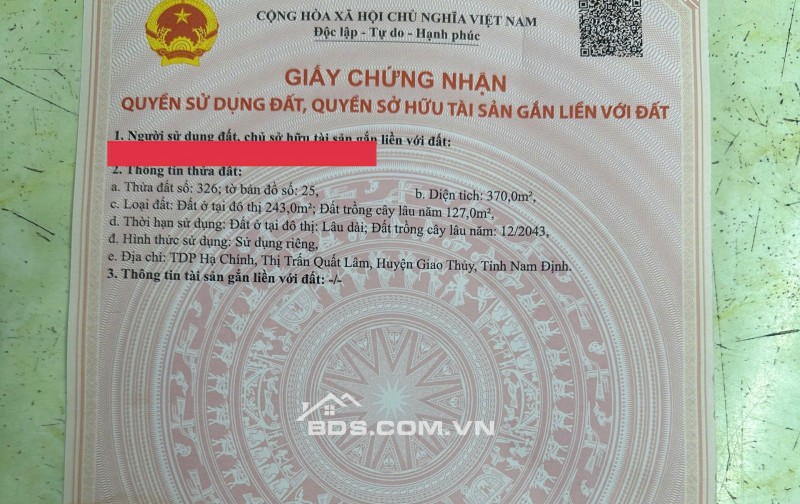 CỘNG HÒA XÃ HỘI CHỦ NGHĨA VIỆT NAM
Độc lập - Tự do - Hạnh phúc
GIẤY CHỨNG NHẬN
QUYỀN SỬ DỤNG ĐẤT, QUYỀN SỞ HỮU TÀI SẢN GẮN LIỀN VỚI ĐẤT
1. Người sử dụng đất, chủ sở hữu tài sản gắn liền với đất:
2. Thông tin thửa đất:
a. Thửa đất số: 326; tờ bản đồ số: 25, b. Diện tích: 370,0m²,
c. Loại đất: Đất ở tại đô thị 243,0m²; Đất trồng cây lâu năm 127,0m²,
d. Thời hạn sử dụng: Đất ở tại đô thị: Lâu dài; Đất trồng cây lâu năm: 12/2043,
đ. Hình thức sử dụng: Sử dụng riêng,
e. Địa chỉ: TDP Hạ Chính, Thị Trấn Quất Lâm, Huyện Giao Thủy, Tỉnh Nam Định.
3. Thông tin tài sản gắn liền với đất: -/-
BDS.COM.VN